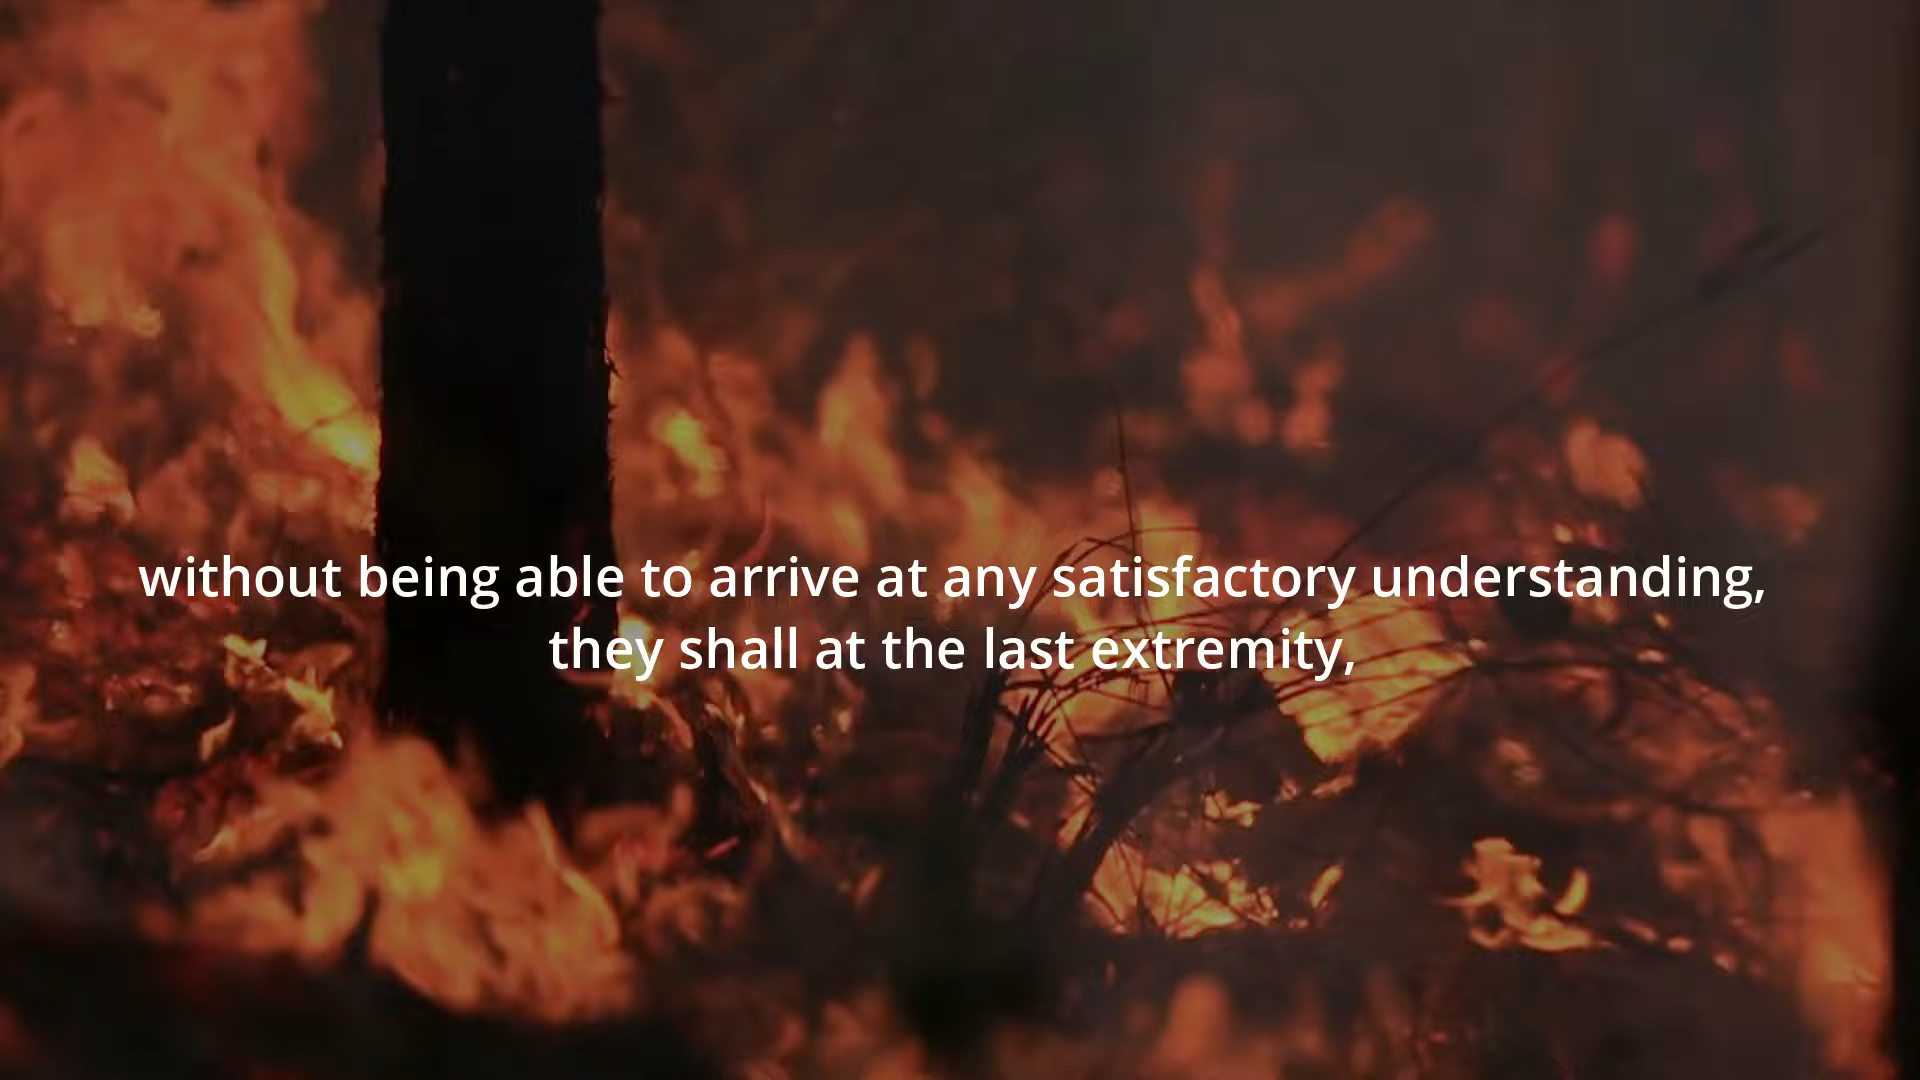 without being able to arrive at any satisfactory understanding,
they shall at the last extremity,